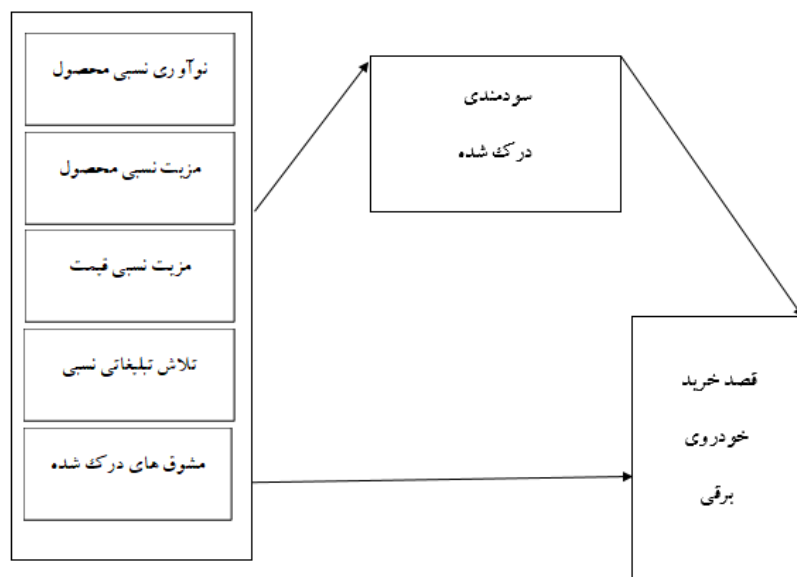 نوآوری نسبی محصول
مزیت نسبی محصول
مزیت نسبی قیمت
تلاش تبلیغاتی نسبی
مشوق های درک شده
سودمندی
درک شده
قصد خرید
خودروی
برقی